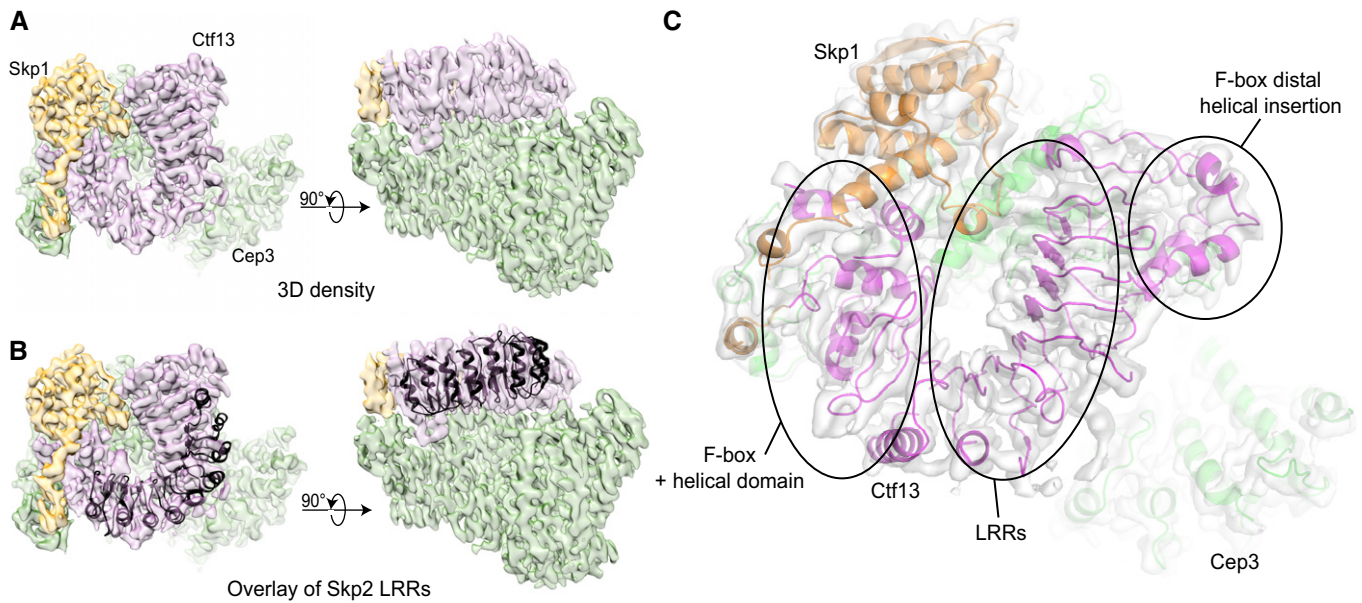 A
Skp1
Ctf13
90°
Cep3
3D density
B
90°
Overlay of Skp2 LRRs
C
Skp1
F-box distal
helical insertion
F-box
+ helical domain
Ctf13
LRRs
Cep3